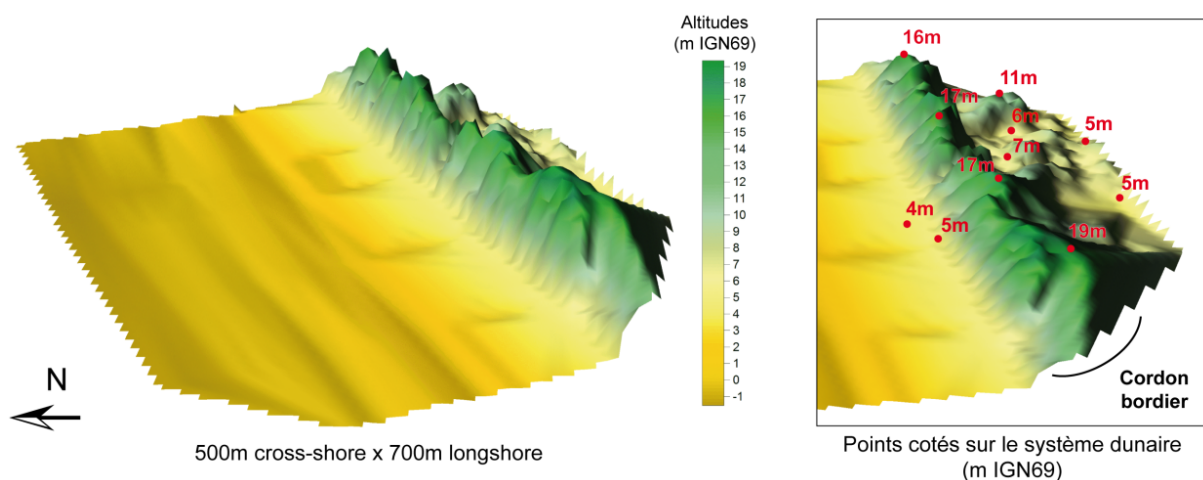 Altitudes
(m IGN69)
19
18
17
16
15
14
13
12
11
10
9
8
7
6
5
4
3
2
1
0
-1
N
500m cross-shore x 700m longshore
16m
11m
17m
6m
5m
7m
17m
5m
4m
5m
19m
Cordon
bordier
Points cotés sur le système dunaire
(m IGN69)